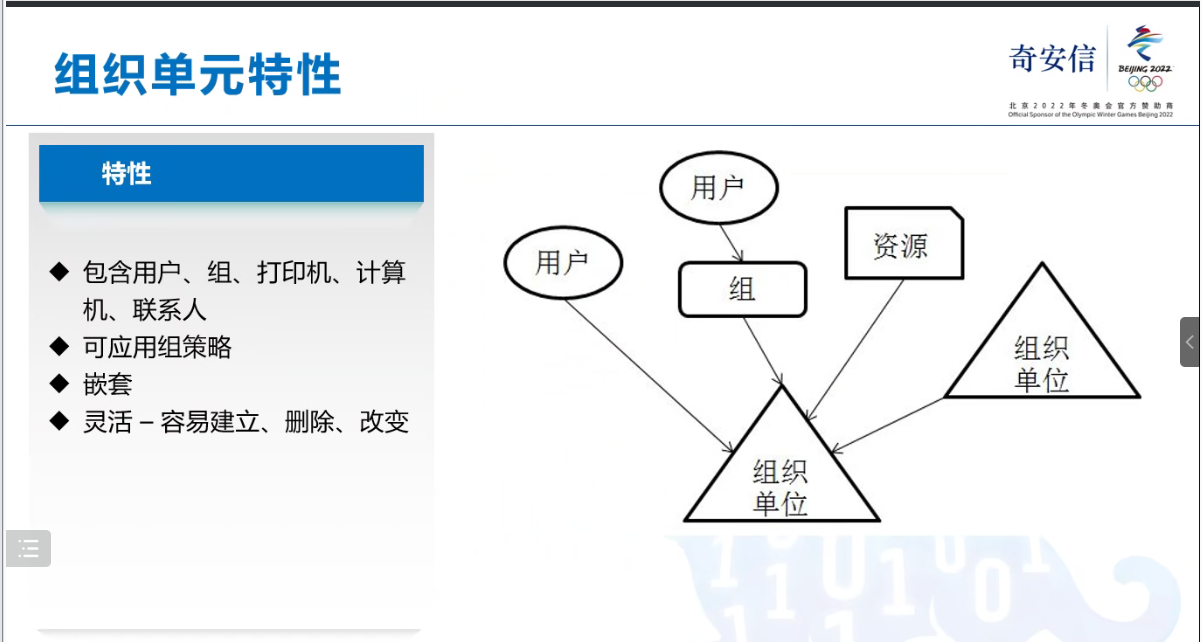 组织单元特性
奇安信
BEIJING 2022
北京2022年冬奥会官方赞助商
Official Sponsor of the Olympic Winter Games Beijing 2022
特性
包含用户、组、打印机、计算
机、联系人
可应用组策略
嵌套
灵活 – 容易建立、删除、改变
用户
用户
组
资源
组织
单位
组织
单位